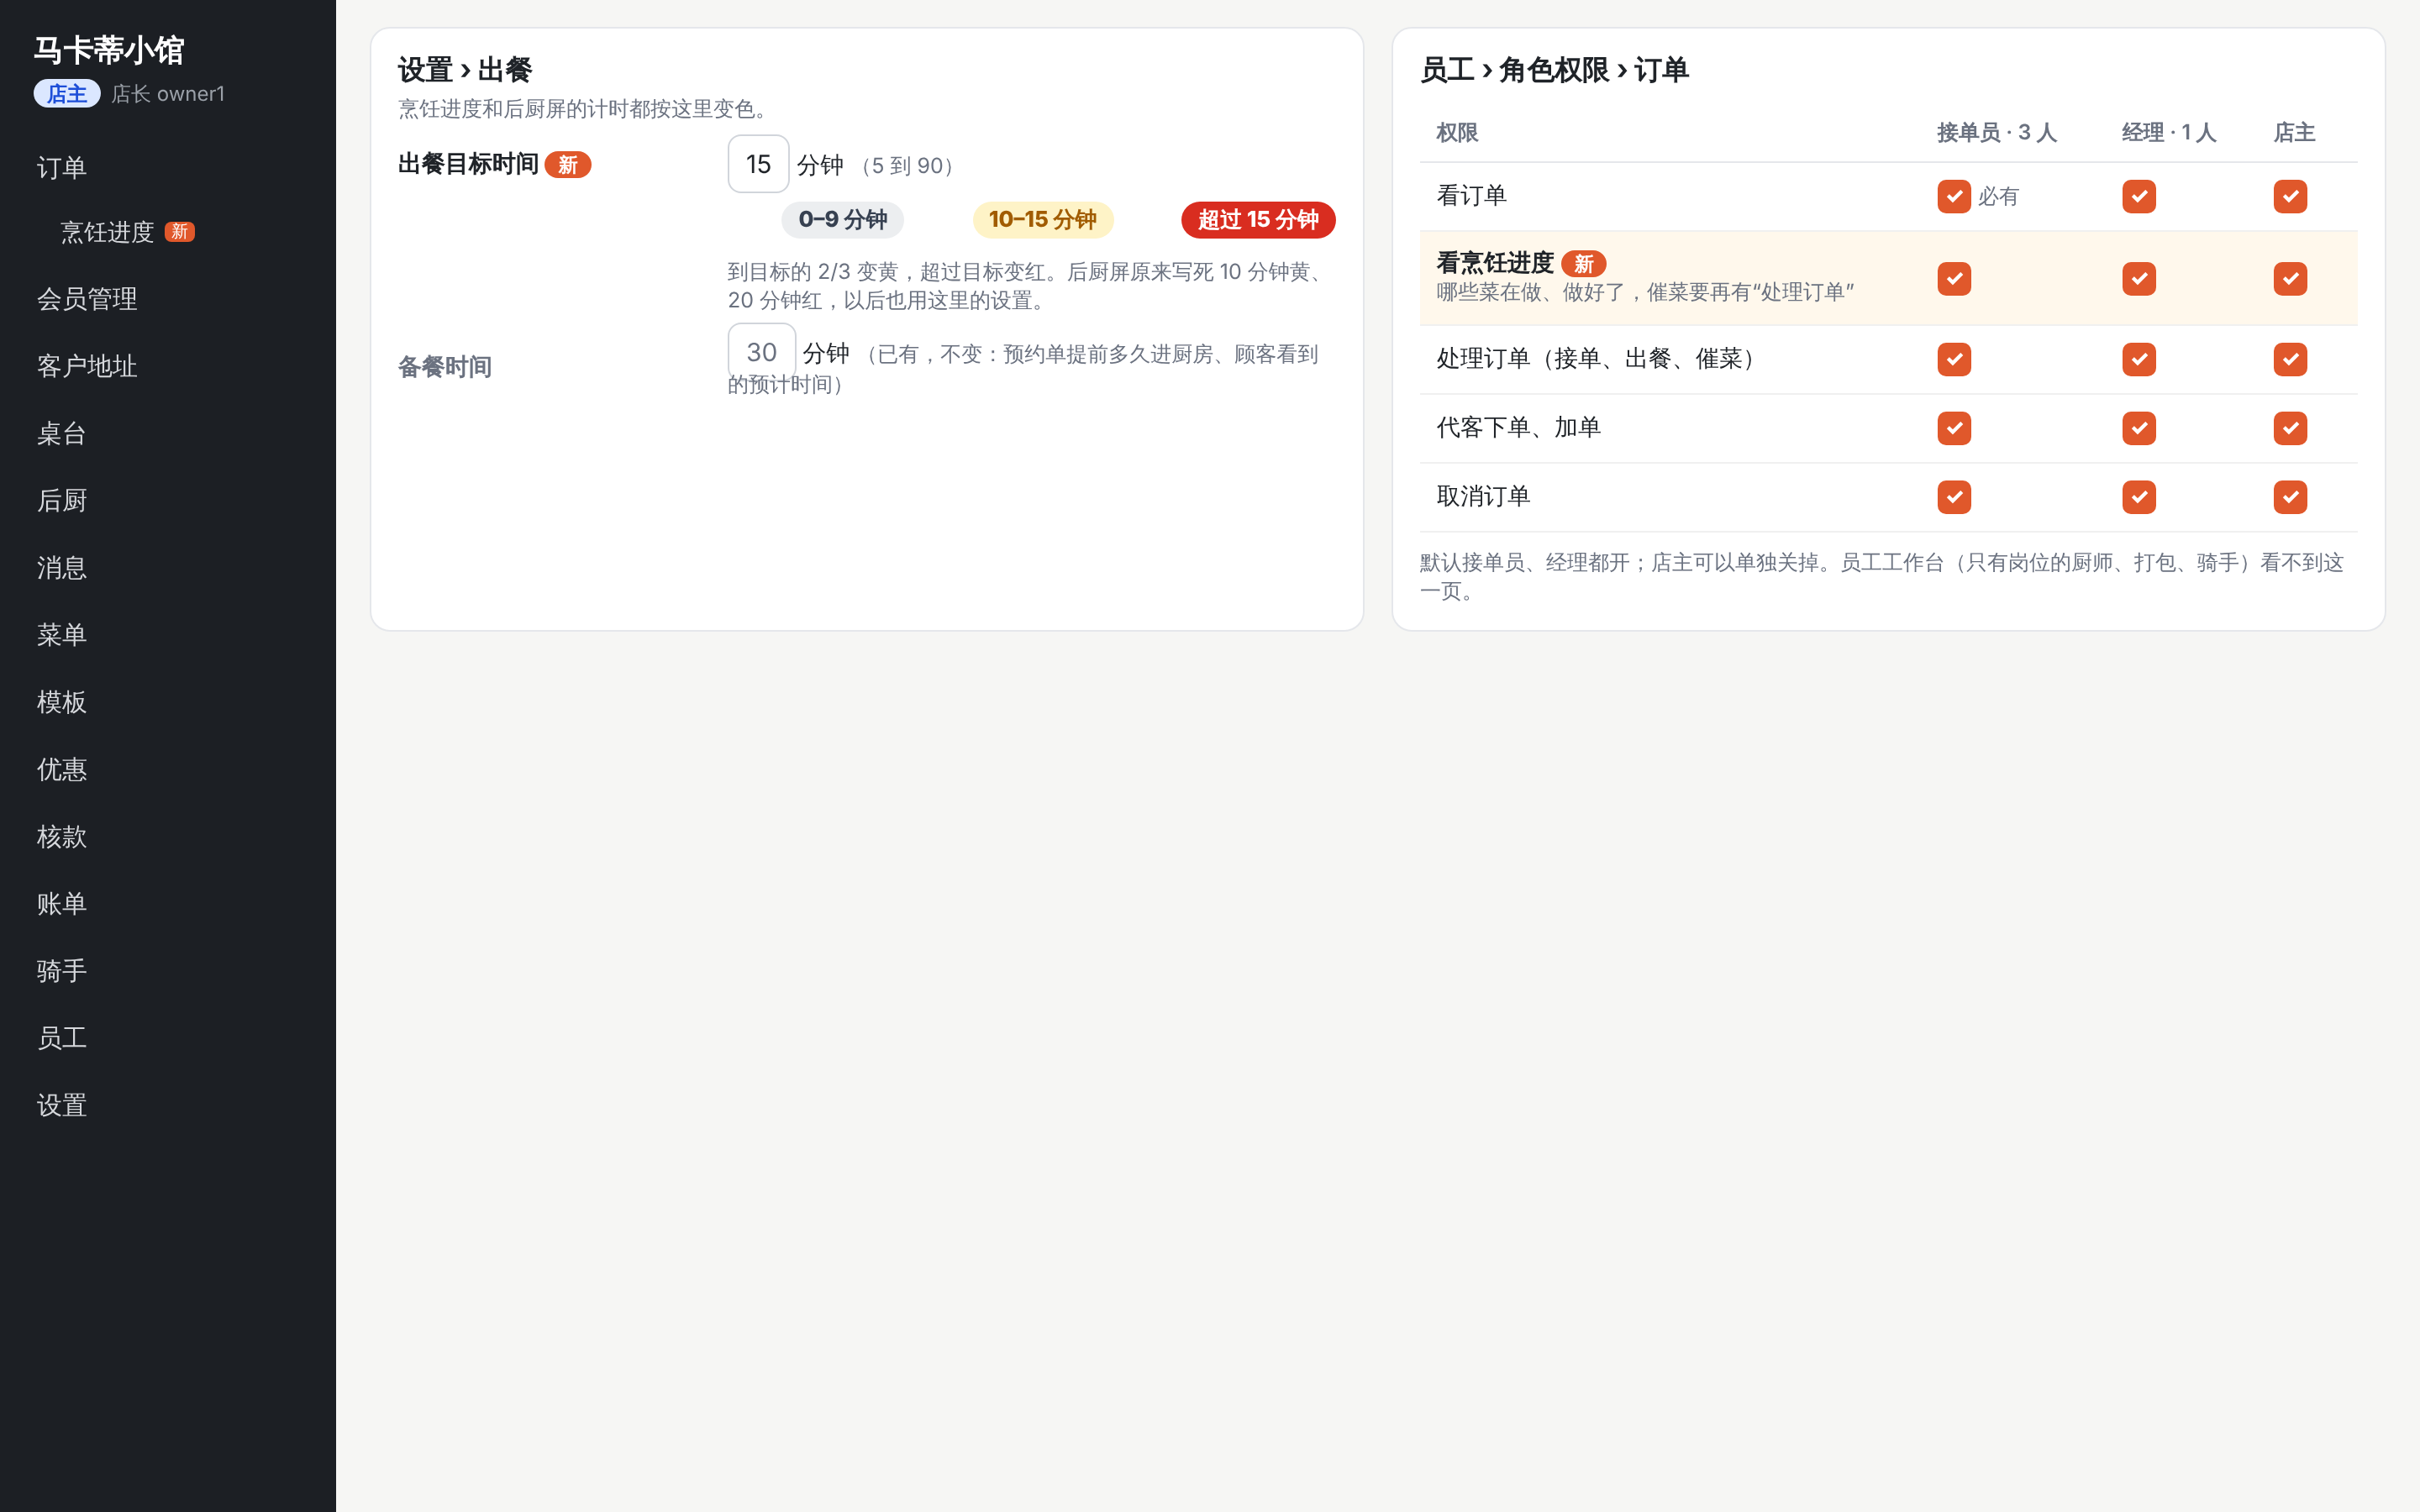 马卡蒂小馆
店主 店长 owner1
订单
烹饪进度 新
会员管理
客户地址
桌台
后厨
消息
菜单
模板
优惠
核款
账单
骑手
员工
设置
设置 › 出餐
烹饪进度和后厨屏的计时都按这里变色。
出餐目标时间 新
15 分钟 （5 到 90）
0–9 分钟 10–15 分钟 超过 15 分钟
到目标的 2/3 变黄，超过目标变红。后厨屏原来写死 10 分钟黄、
20 分钟红，以后也用这里的设置。
备餐时间
30 分钟 （已有，不变：预约单提前多久进厨房、顾客看到
的预计时间）
员工 › 角色权限 › 订单
权限 接单员 · 3 人 经理 · 1 人 店主
看订单 必有
看烹饪进度 新
哪些菜在做、做好了，催菜要再有“处理订单”
处理订单（接单、出餐、催菜）
代客下单、加单
取消订单
默认接单员、经理都开；店主可以单独关掉。员工工作台（只有岗位的厨师、打包、骑手）看不到这
一页。